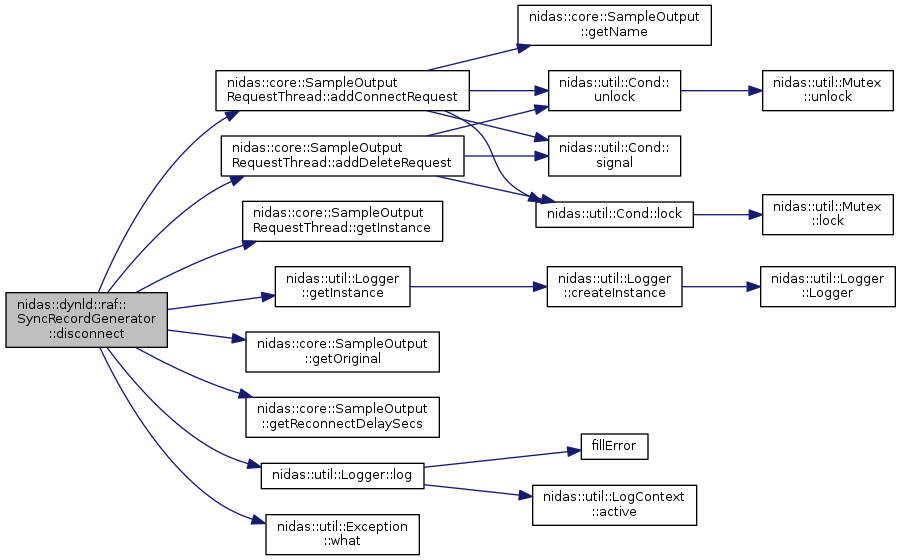 nidas::dynld::raf::
SyncRecordGenerator
::disconnect
nidas::core::SampleOutput
RequestThread::addConnectRequest
nidas::core::SampleOutput
::getName
nidas::util::Cond::
unlock
nidas::util::Mutex
::unlock
nidas::util::Cond::
signal
nidas::core::SampleOutput
RequestThread::addDeleteRequest
nidas::util::Cond::lock
nidas::util::Mutex
::lock
nidas::core::SampleOutput
RequestThread::getInstance
nidas::util::Logger
::getInstance
nidas::util::Logger
::createInstance
nidas::util::Logger
::Logger
nidas::core::SampleOutput
::getOriginal
nidas::core::SampleOutput
::getReconnectDelaySecs
nidas::util::Logger::log
fillError
nidas::util::LogContext
::active
nidas::util::Exception
::what